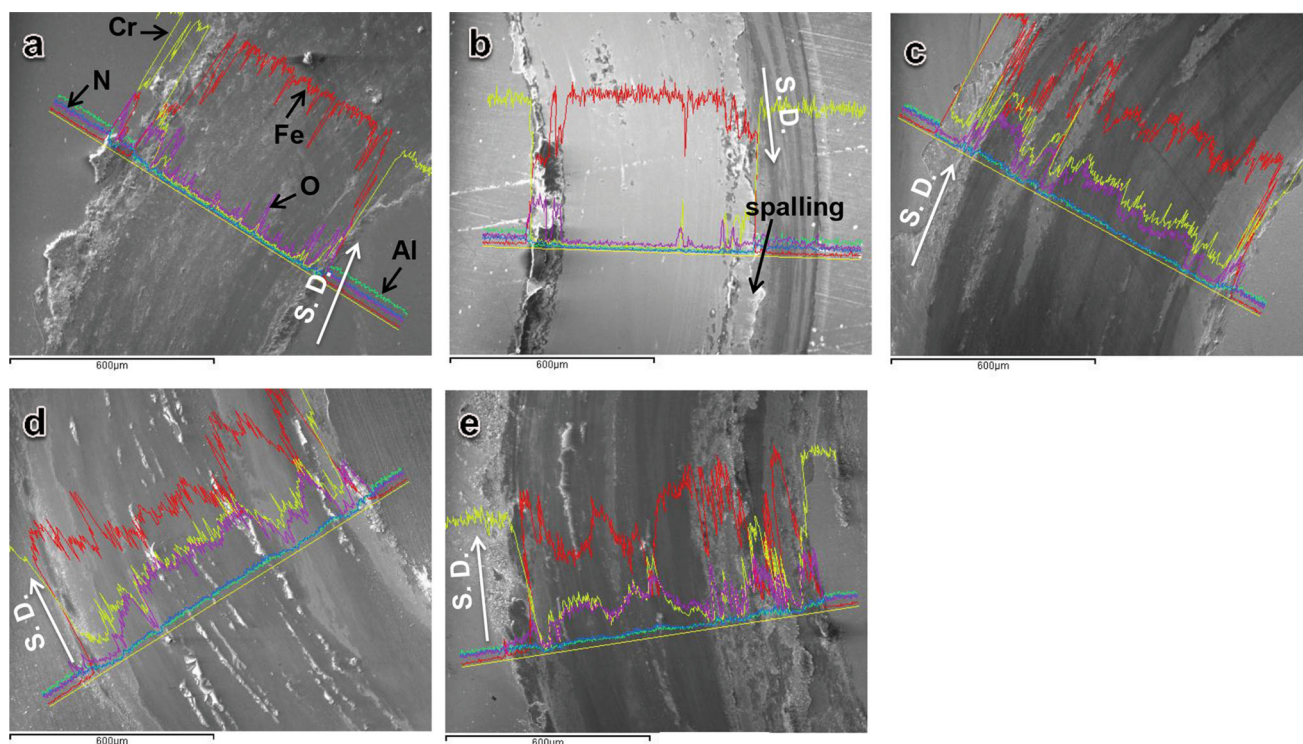 a
Cr
N
Fe
O
Al
S. D.
600µm
b
S. D.
spalling
600µm
c
S. D.
600µm
d
S. D.
600µm
e
S. D.
600µm